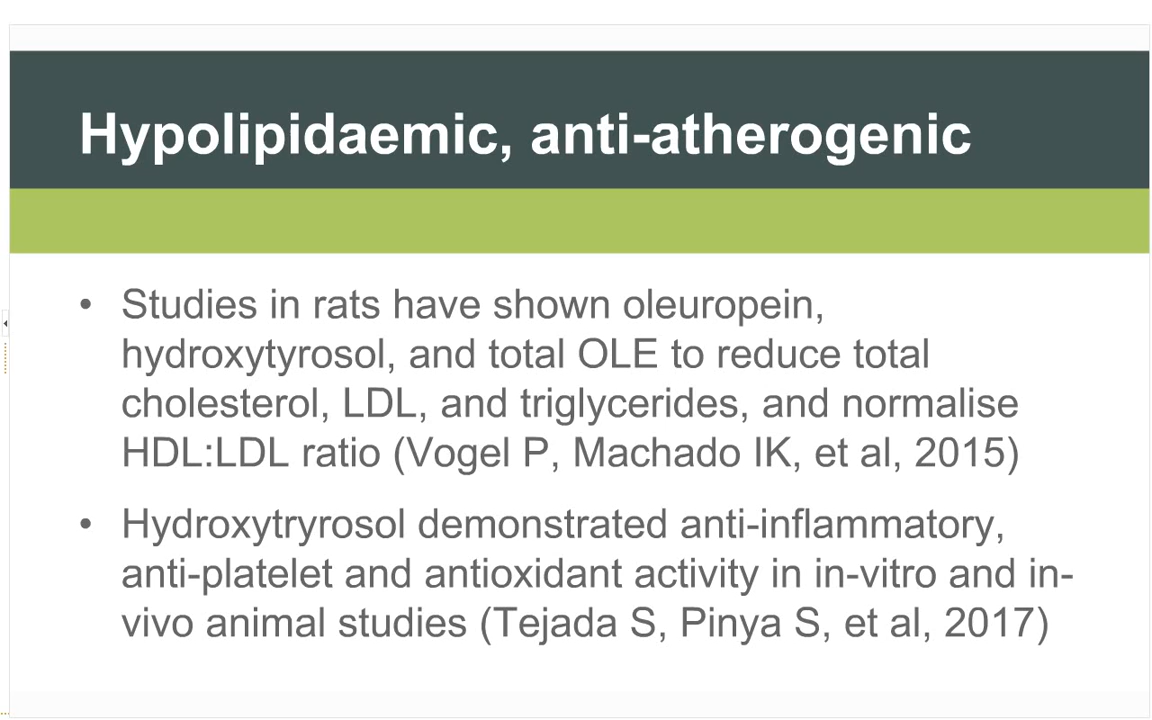 Hypolipidaemic, anti-atherogenic
• Studies in rats have shown oleuropein,
hydroxytyrosol, and total OLE to reduce total
cholesterol, LDL, and triglycerides, and normalise
HDL:LDL ratio (Vogel P, Machado IK, et al, 2015)
• Hydroxytryrosol demonstrated anti-inflammatory,
anti-platelet and antioxidant activity in in-vitro and in-
vivo animal studies (Tejada S, Pinya S, et al, 2017)